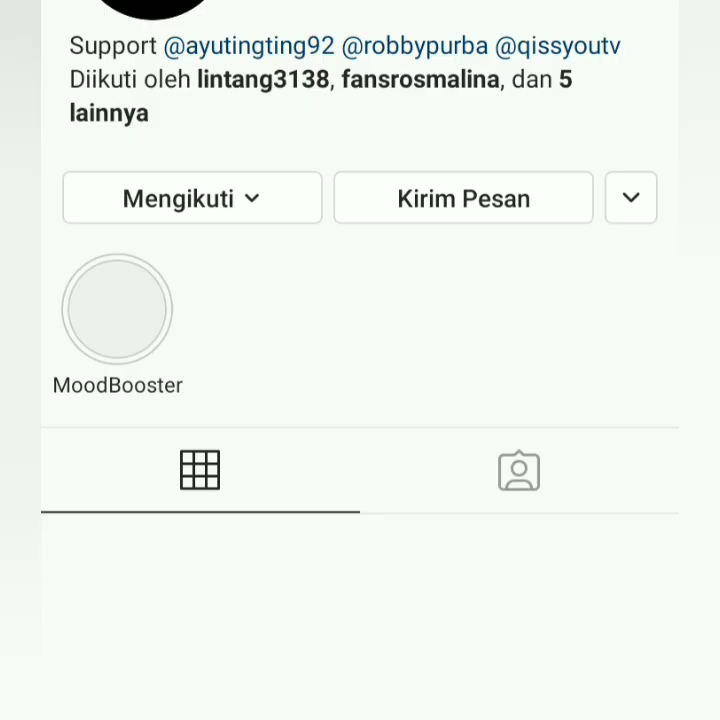 Support @ayutingting92 @robbypurba @qissyoutv
Diikuti oleh lintang3138, fansrosmalina, dan 5
lainnya
Mengikuti
Kirim Pesan
MoodBooster